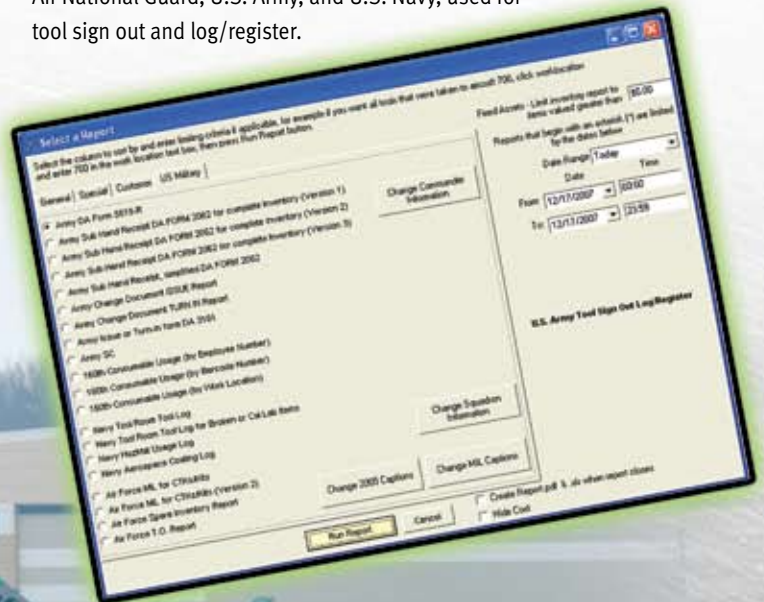 Air National Guard, U.S. Army, and U.S. Navy, used for
tool sign out and log/register.
Select a Report
Select the column to sort by and enter limiting criteria if applicable, for example if you want all tools that were taken to aircraft 700, click worklocation
and enter 700 in the work location text box, then press Run Report button.
General
Special
Customer
US Military
Army DA Form 5519-R
Army Sub Hand Receipt DA FORM 2062 for complete Inventory (Version 1)
Army Sub Hand Receipt DA FORM 2062 for complete Inventory (Version 2)
Army Sub Hand Receipt DA FORM 2062 for complete Inventory (Version 3)
Army Sub Hand Receipt, simplified DA FORM 2062
Army Change Document ISSUE Report
Army Change Document TURN IN Report
Army Issue or Turn-in form DA 3161
Army SC
160th Consumable Usage (by Employee Number)
160th Consumable Usage (by Barcode Number)
160th Consumable Usage (by Work Location)
Navy Tool Room Tool Log
Navy Tool Room Tool Log for Broken or Cal Lab Items
Navy HazMat Usage Log
Navy Aerospace Coating Log
Air Force MIL for CTKs/Kits
Air Force MIL for CTKs/Kits (Version 2)
Air Force Spare Inventory Report
Air Force T.O. Report
Change Commander
Information
Change Squadron
Information
Change 2005 Captions
Change MIL Captions
Fixed Assets - Limit inventory report to
items valued greater than
$0.00
Reports that begin with an asterisk (*) are limited
by the dates below
Date Range
Today
Date
Time
From:
12/17/2007
00:00
To:
12/17/2007
23:59
U.S. Army Tool Sign Out Log/Register
Run Report
Cancel
Create Report.pdf & .xls when report closes
Hide Cost